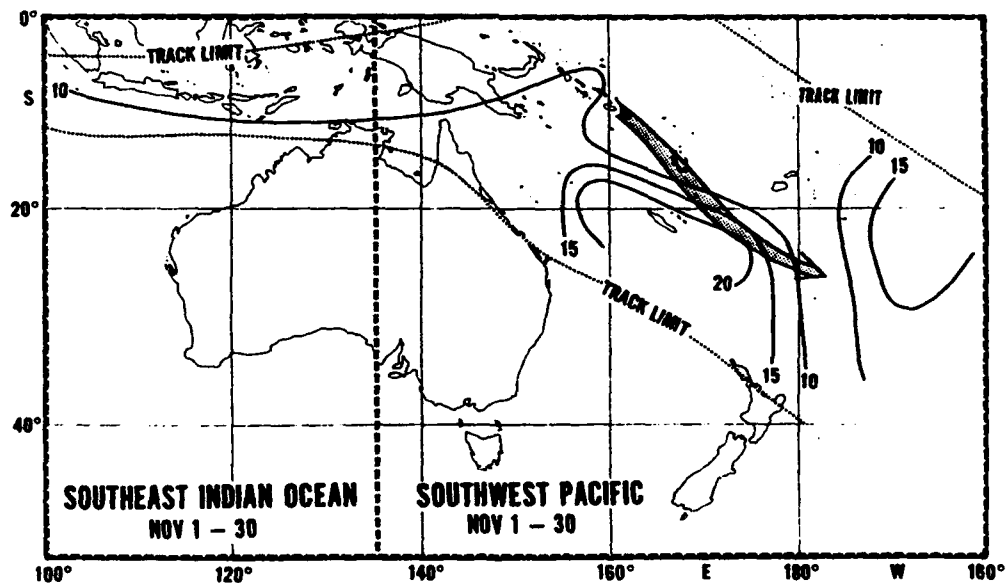 0°
TRACK LIMIT
TRACK LIMIT
10
S
10
15
20°
15
20
TRACK LIMIT
15
10
40°
SOUTHEAST INDIAN OCEAN
NOV 1 – 30
SOUTHWEST PACIFIC
NOV 1 – 30
100°
120°
140°
160°
E
180°
W
160°